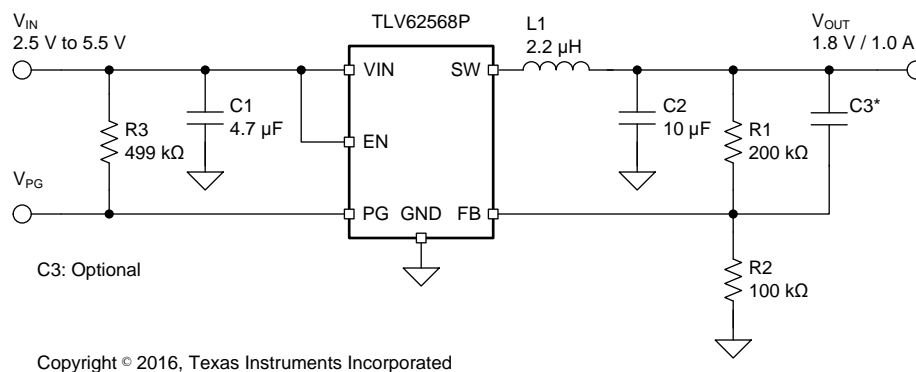 V_IN
2.5 V to 5.5 V
TLV62568P
L1
2.2 µH
V_OUT
1.8 V / 1.0 A
VIN
SW
C1
4.7 µF
R3
499 kΩ
EN
C2
10 µF
R1
200 kΩ
C3*
V_PG
PG
GND
FB
C3: Optional
R2
100 kΩ
Copyright © 2016, Texas Instruments Incorporated